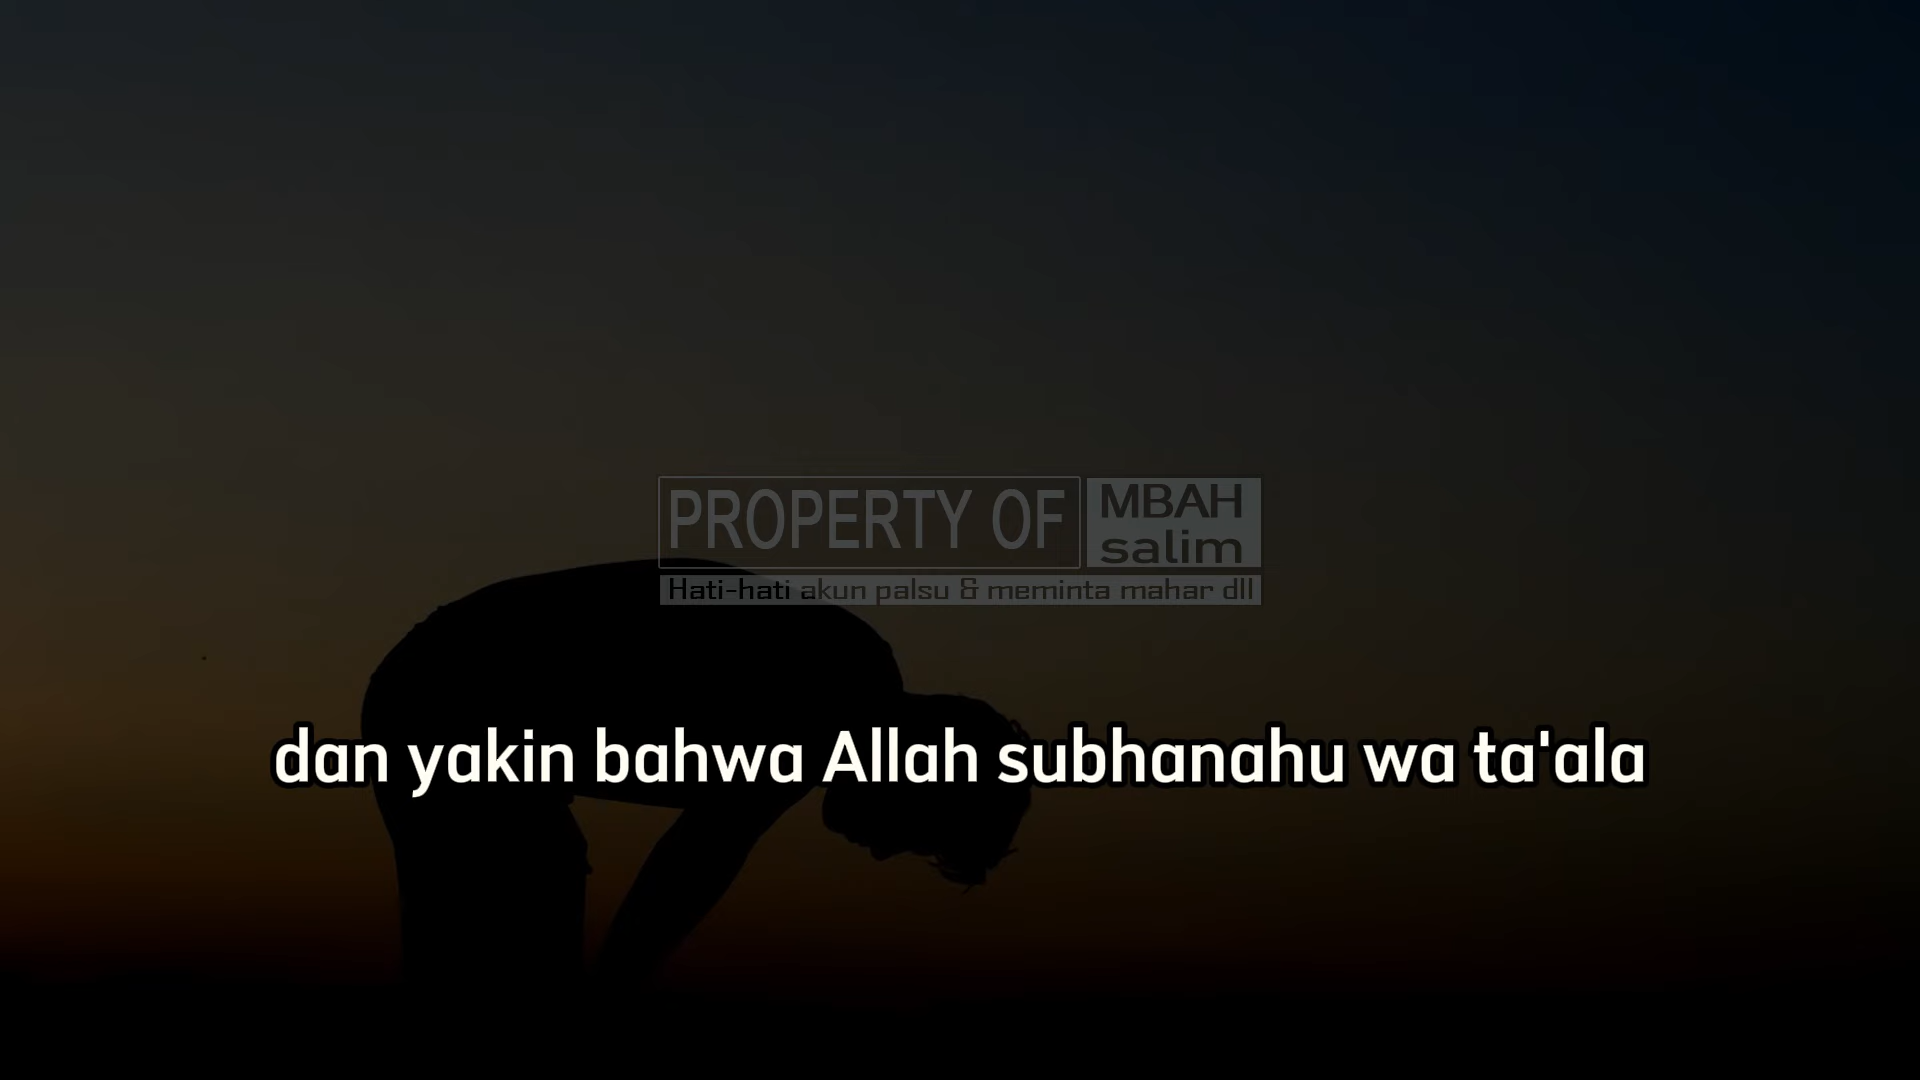 PROPERTY OF MBAH salim
Hati-hati akun palsu & meminta mahar dll
dan yakin bahwa Allah subhanahu wa ta'ala